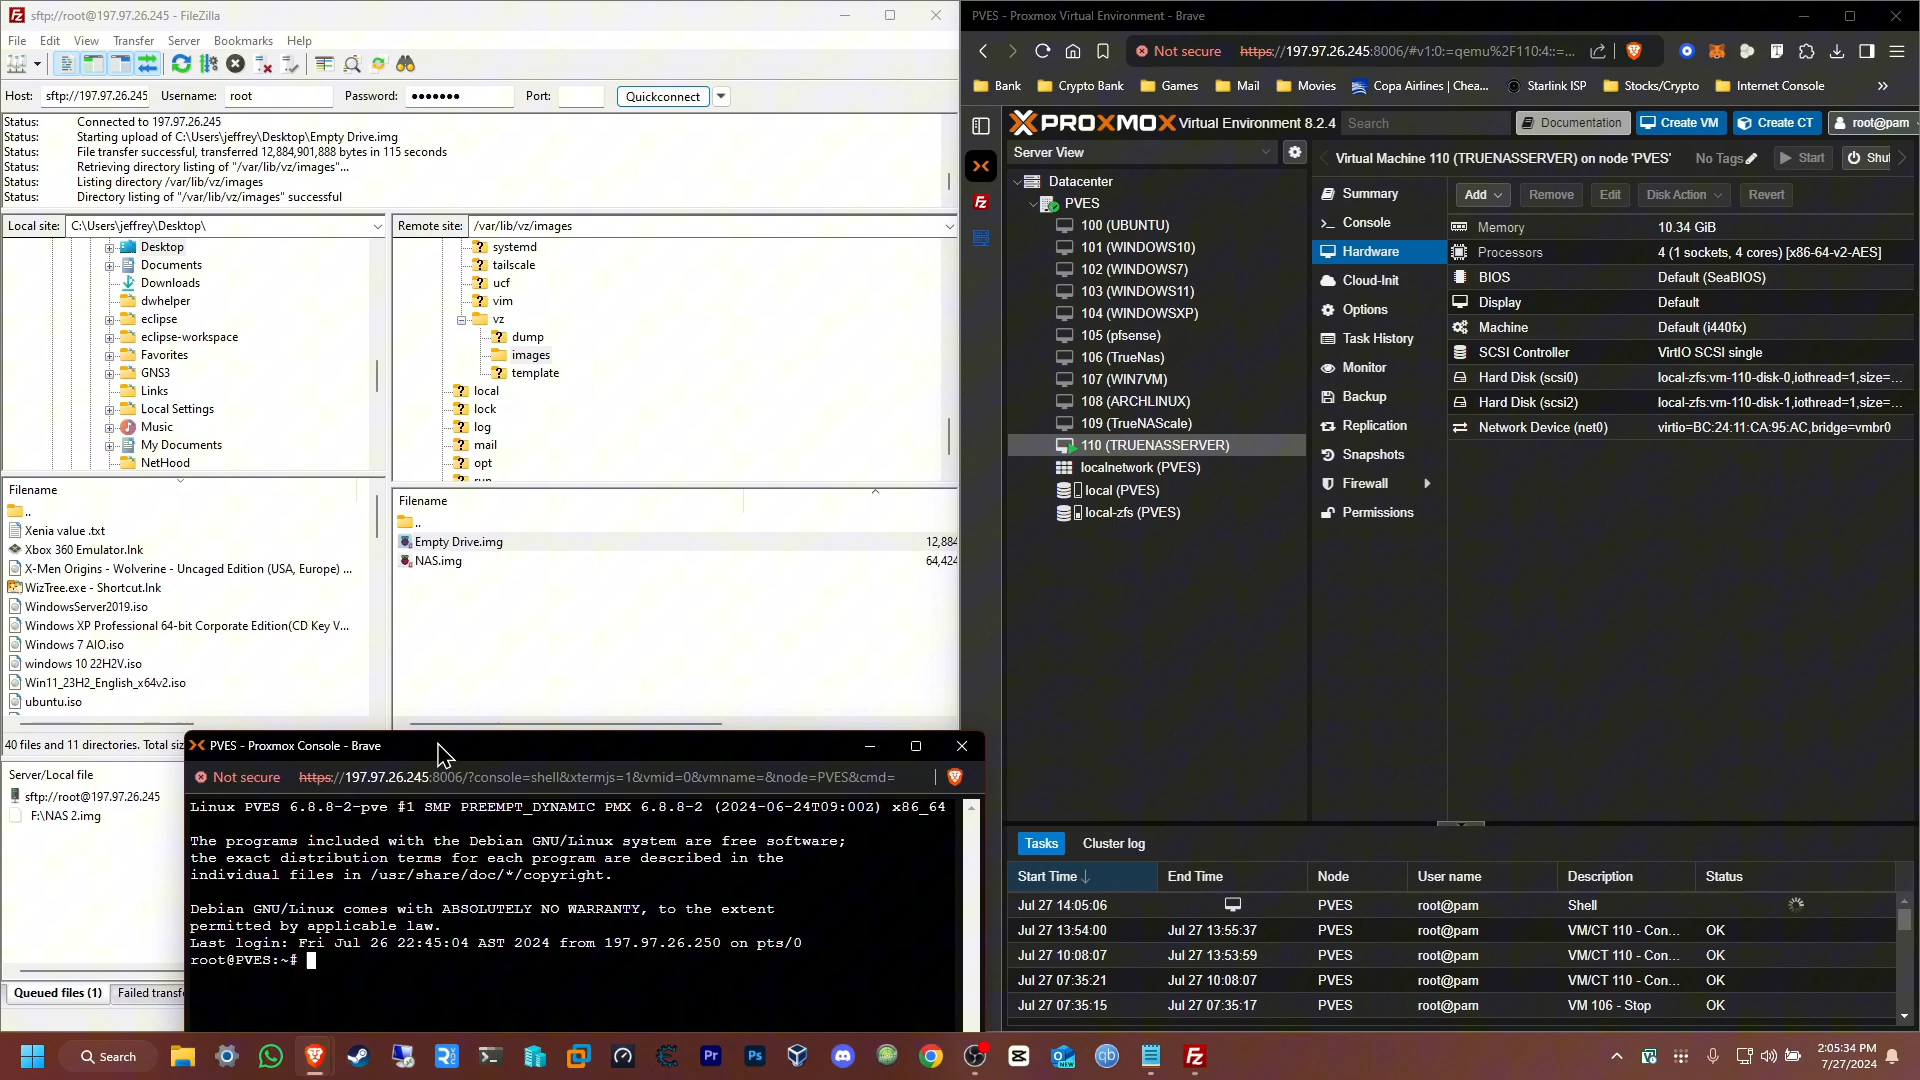 sftp://root@197.97.26.245 - FileZilla
File Edit View Transfer Server Bookmarks Help
Host: sftp://197.97.26.245 Username: root Password: ●●●●●●● Port: Quickconnect
Status: Connected to 197.97.26.245
Status: Starting upload of C:\Users\jeffrey\Desktop\Empty Drive.img
Status: File transfer successful, transferred 12,884,901,888 bytes in 115 seconds
Status: Retrieving directory listing of "/var/lib/vz/images"...
Status: Listing directory /var/lib/vz/images
Status: Directory listing of "/var/lib/vz/images" successful
Local site: C:\Users\jeffrey\Desktop\
Desktop
Documents
Downloads
dwhelper
eclipse
eclipse-workspace
Favorites
GNS3
Links
Local Settings
Music
My Documents
NetHood
Filename
..
Xenia value .txt
Xbox 360 Emulator.lnk
X-Men Origins - Wolverine - Uncaged Edition (USA, Europe) ...
WizTree.exe - Shortcut.lnk
WindowsServer2019.iso
Windows XP Professional 64-bit Corporate Edition(CD Key V...
Windows 7 AIO.iso
windows 10 22H2V.iso
Win11_23H2_English_x64v2.iso
ubuntu.iso
40 files and 11 directories. Total siz
Server/Local file
sftp://root@197.97.26.245
F:\NAS 2.img
Queued files (1) Failed transf
Remote site: /var/lib/vz/images
systemd
tailscale
ucf
vim
vz
dump
images
template
local
lock
log
mail
opt
run
Filename
..
Empty Drive.img 12,884
NAS.img 64,424
PVES - Proxmox Console - Brave
Not secure https://197.97.26.245:8006/?console=shell&xtermjs=1&vmid=0&vmname=&node=PVES&cmd=
Linux PVES 6.8.8-2-pve #1 SMP PREEMPT_DYNAMIC PMX 6.8.8-2 (2024-06-24T09:00Z) x86_64
The programs included with the Debian GNU/Linux system are free software;
the exact distribution terms for each program are described in the
individual files in /usr/share/doc/*/copyright.
Debian GNU/Linux comes with ABSOLUTELY NO WARRANTY, to the extent
permitted by applicable law.
Last login: Fri Jul 26 22:45:04 AST 2024 from 197.97.26.250 on pts/0
root@PVES:~#
PVES - Proxmox Virtual Environment - Brave
Not secure https://197.97.26.245:8006/#v1:0:=qemu%2F110:4::=...
Bank Crypto Bank Games Mail Movies Copa Airlines | Chea... Starlink ISP Stocks/Crypto Internet Console »
PROXMOX Virtual Environment 8.2.4 Search Documentation Create VM Create CT root@pam
Server View
Datacenter
PVES
100 (UBUNTU)
101 (WINDOWS10)
102 (WINDOWS7)
103 (WINDOWS11)
104 (WINDOWSXP)
105 (pfsense)
106 (TrueNas)
107 (WIN7VM)
108 (ARCHLINUX)
109 (TrueNAScale)
110 (TRUENASSERVER)
localnetwork (PVES)
local (PVES)
local-zfs (PVES)
Virtual Machine 110 (TRUENASSERVER) on node 'PVES' No Tags Start Shut
Summary
Console
Hardware
Cloud-Init
Options
Task History
Monitor
Backup
Replication
Snapshots
Firewall
Permissions
Add Remove Edit Disk Action Revert
Memory 10.34 GiB
Processors 4 (1 sockets, 4 cores) [x86-64-v2-AES]
BIOS Default (SeaBIOS)
Display Default
Machine Default (i440fx)
SCSI Controller VirtIO SCSI single
Hard Disk (scsi0) local-zfs:vm-110-disk-0,iothread=1,size=...
Hard Disk (scsi2) local-zfs:vm-110-disk-1,iothread=1,size=...
Network Device (net0) virtio=BC:24:11:CA:95:AC,bridge=vmbr0
Tasks Cluster log
Start Time End Time Node User name Description Status
Jul 27 14:05:06 PVES root@pam Shell
Jul 27 13:54:00 Jul 27 13:55:37 PVES root@pam VM/CT 110 - Con... OK
Jul 27 10:08:07 Jul 27 13:53:59 PVES root@pam VM/CT 110 - Con... OK
Jul 27 07:35:21 Jul 27 10:08:07 PVES root@pam VM/CT 110 - Con... OK
Jul 27 07:35:15 Jul 27 07:35:17 PVES root@pam VM 106 - Stop OK
Search
2:05:34 PM
7/27/2024